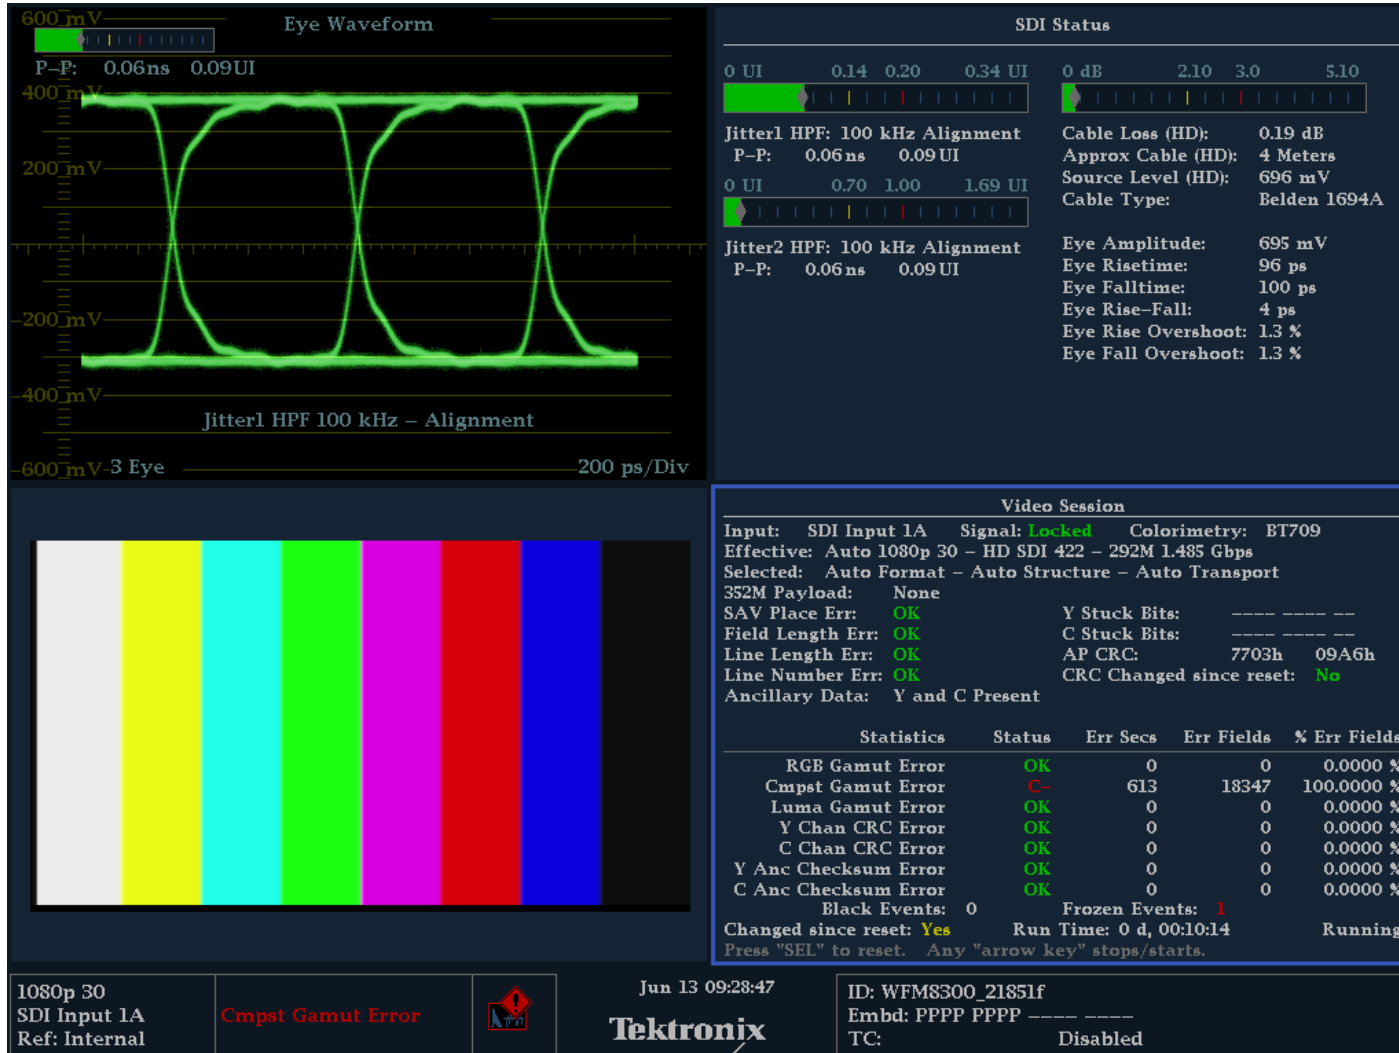 Eye Waveform
600 mV
P-P: 0.06 ns 0.09 UI
400 mV
200 mV
-200 mV
-400 mV
Jitter1 HPF 100 kHz – Alignment
-600 mV 3 Eye 200 ps/Div
SDI Status
0 UI 0.14 0.20 0.34 UI
Jitter1 HPF: 100 kHz Alignment
P-P: 0.06 ns 0.09 UI
0 UI 0.70 1.00 1.69 UI
Jitter2 HPF: 100 kHz Alignment
P-P: 0.06 ns 0.09 UI
0 dB 2.10 3.0 5.10
Cable Loss (HD): 0.19 dB
Approx Cable (HD): 4 Meters
Source Level (HD): 696 mV
Cable Type: Belden 1694A
Eye Amplitude: 695 mV
Eye Risetime: 96 ps
Eye Falltime: 100 ps
Eye Rise-Fall: 4 ps
Eye Rise Overshoot: 1.3 %
Eye Fall Overshoot: 1.3 %
Video Session
Input: SDI Input 1A Signal: Locked Colorimetry: BT709
Effective: Auto 1080p 30 – HD SDI 422 – 292M 1.485 Gbps
Selected: Auto Format – Auto Structure – Auto Transport
352M Payload: None
SAV Place Err: OK Y Stuck Bits: ---- ---- --
Field Length Err: OK C Stuck Bits: ---- ---- --
Line Length Err: OK AP CRC: 7703h 09A6h
Line Number Err: OK CRC Changed since reset: No
Ancillary Data: Y and C Present
Statistics Status Err Secs Err Fields % Err Fields
RGB Gamut Error OK 0 0 0.0000 %
Cmpst Gamut Error C- 613 18347 100.0000 %
Luma Gamut Error OK 0 0 0.0000 %
Y Chan CRC Error OK 0 0 0.0000 %
C Chan CRC Error OK 0 0 0.0000 %
Y Anc Checksum Error OK 0 0 0.0000 %
C Anc Checksum Error OK 0 0 0.0000 %
Black Events: 0 Frozen Events: 1
Changed since reset: Yes Run Time: 0 d, 00:10:14 Running
Press "SEL" to reset. Any "arrow key" stops/starts.
1080p 30
SDI Input 1A
Ref: Internal
Cmpst Gamut Error
Jun 13 09:28:47
Tektronix
ID: WFM8300_21851f
Embd: PPPP PPPP ---- ----
TC: Disabled